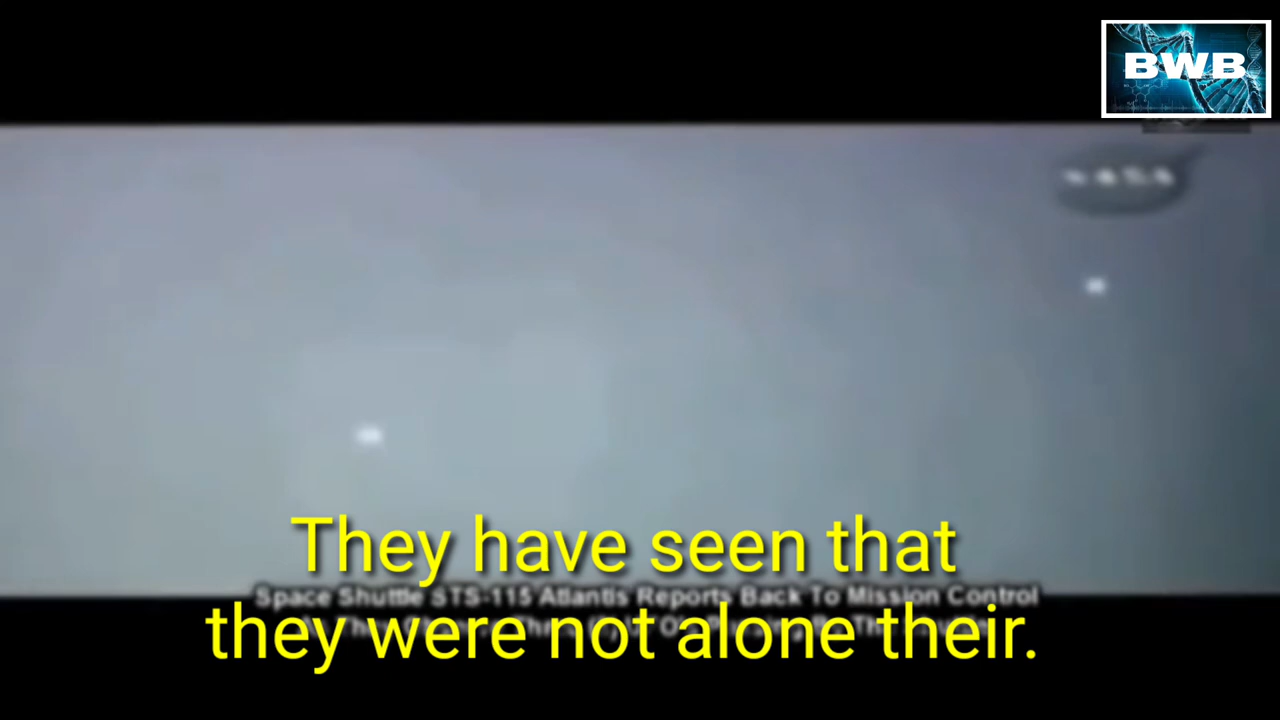 BWB
NASA
They have seen that
Space Shuttle STS-115 Atlantis Reports Back To Mission Control
they were not alone their.